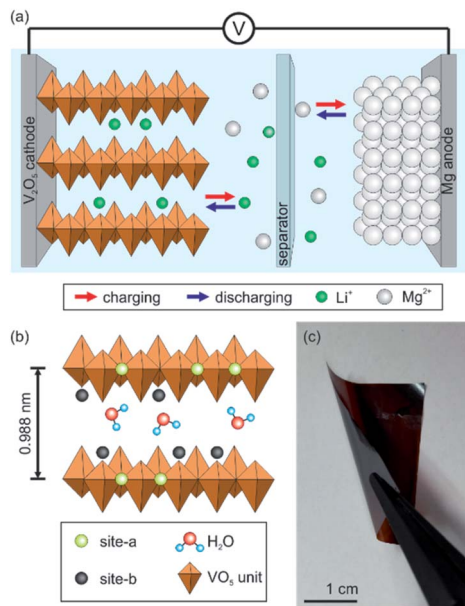 (a)
V
V₂O₅ cathode
separator
Mg anode
charging
discharging
Li⁺
Mg²⁺
(b)
0.988 nm
site-a
H₂O
site-b
VO₅ unit
(c)
1 cm